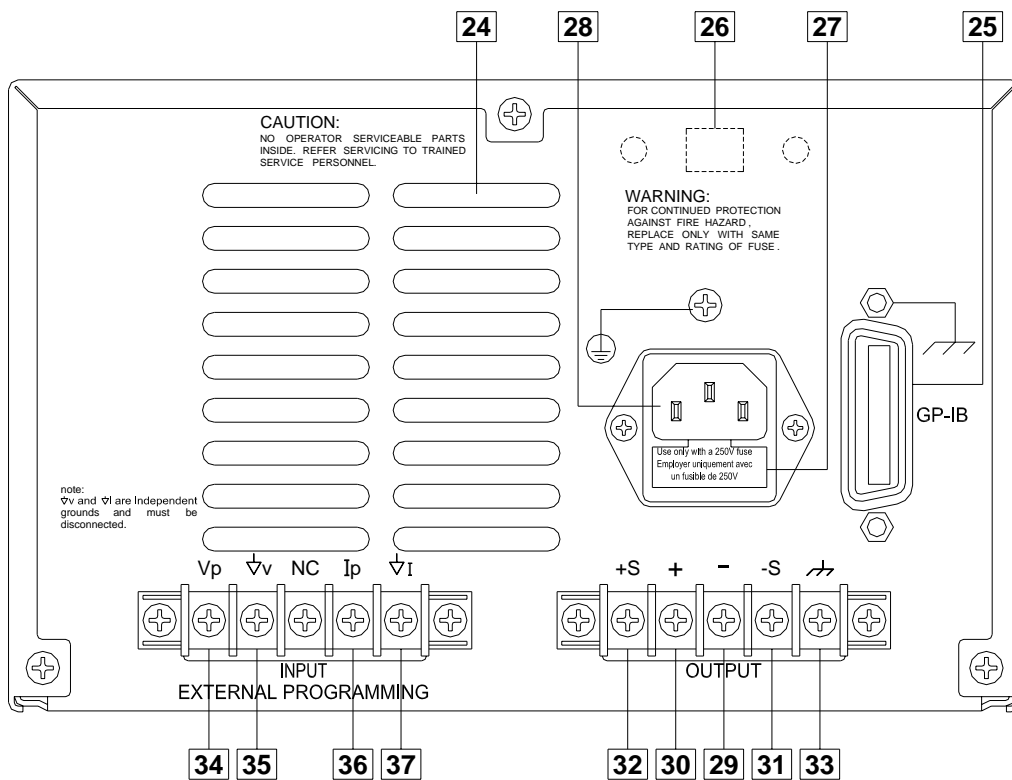 24 28 26 27 25
CAUTION:
NO OPERATOR SERVICEABLE PARTS
INSIDE. REFER SERVICING TO TRAINED
SERVICE PERSONNEL.
WARNING:
FOR CONTINUED PROTECTION
AGAINST FIRE HAZARD,
REPLACE ONLY WITH SAME
TYPE AND RATING OF FUSE.
GP-IB
Use only with a 250V fuse
Employer uniquement avec
un fusible de 250V
note:
⏚v and ⏚I are Independent
grounds and must be
disconnected.
Vp ⏚v NC Ip ⏚I
+S + - -S
INPUT
EXTERNAL PROGRAMMING
OUTPUT
34 35 36 37 32 30 29 31 33